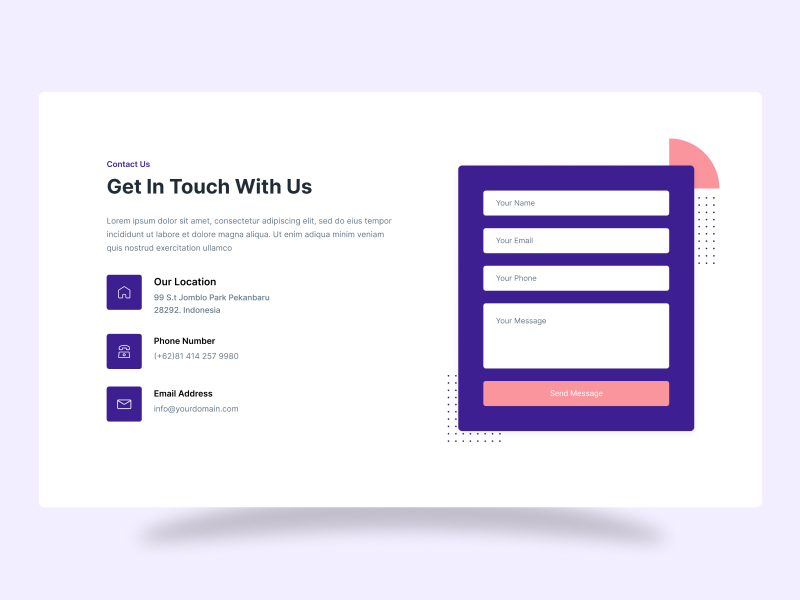 Contact Us
Get In Touch With Us
Lorem ipsum dolor sit amet, consectetur adipiscing elit, sed do eius tempor
incididunt ut labore et dolore magna aliqua. Ut enim adiqua minim veniam
quis nostrud exercitation ullamco
Our Location
99 S.t Jomblo Park Pekanbaru
28292. Indonesia
Phone Number
(+62)81 414 257 9980
Email Address
info@yourdomain.com
Your Name
Your Email
Your Phone
Your Message
Send Message